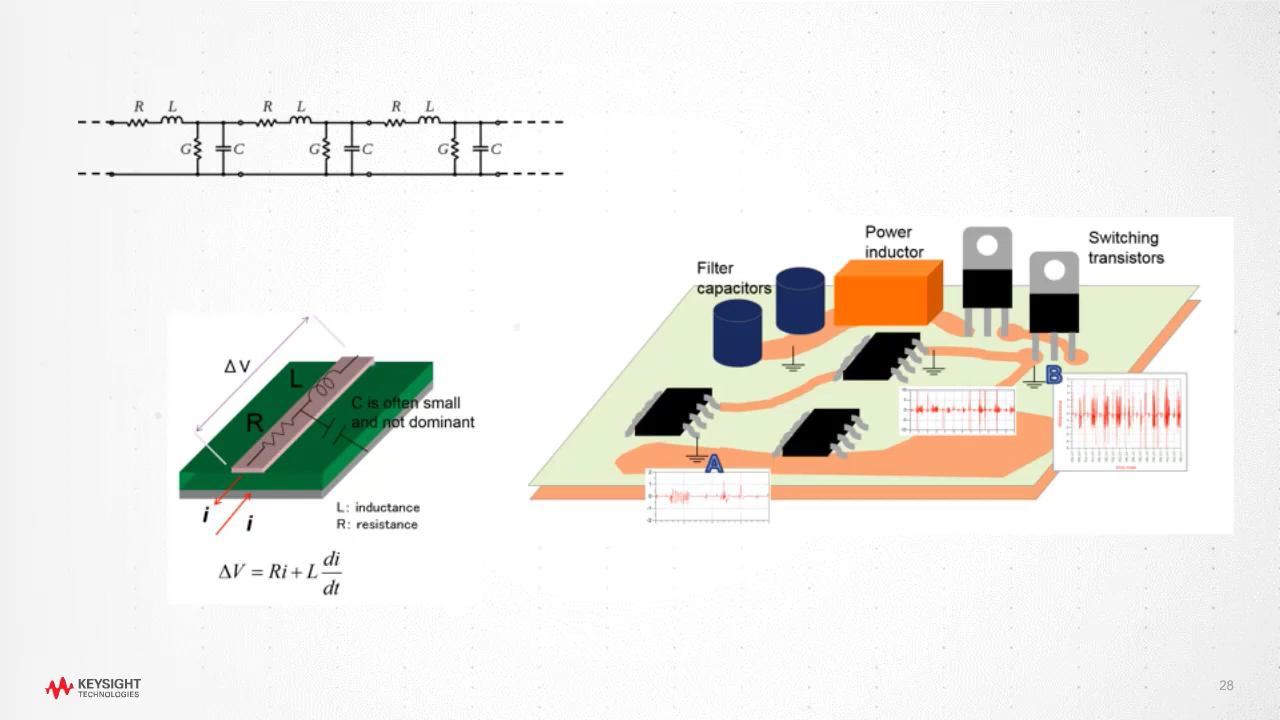 R L R L R L
G C G C G C
Power
inductor
Switching
transistors
Filter
capacitors
ΔV
L
C is often small
and not dominant
R
B
A
i
i
L: inductance
R: resistance
ΔV = Ri + L di/dt
KEYSIGHT
TECHNOLOGIES
28